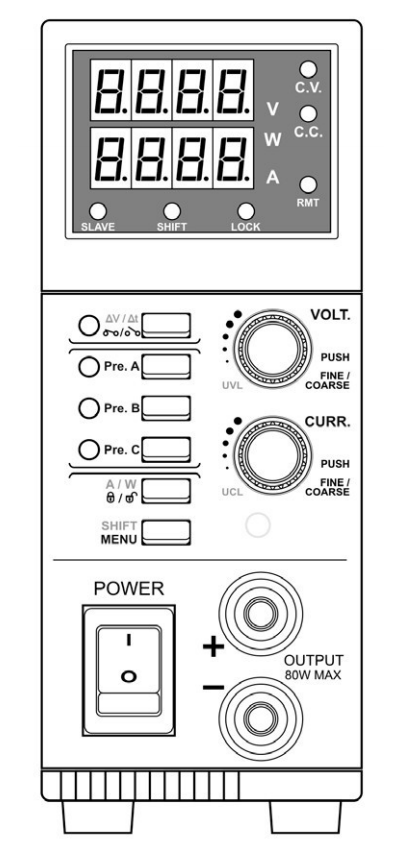 8.8.8.8.
C.V.
V
C.C.
W
8.8.8.8.
A
RMT
SLAVE SHIFT LOCK
ΔV / Δt
VOLT.
Pre. A
PUSH
FINE /
COARSE
UVL
Pre. B
CURR.
Pre. C
PUSH
FINE /
COARSE
UCL
A / W
SHIFT
MENU
POWER
I
O
+
OUTPUT
80W MAX
−